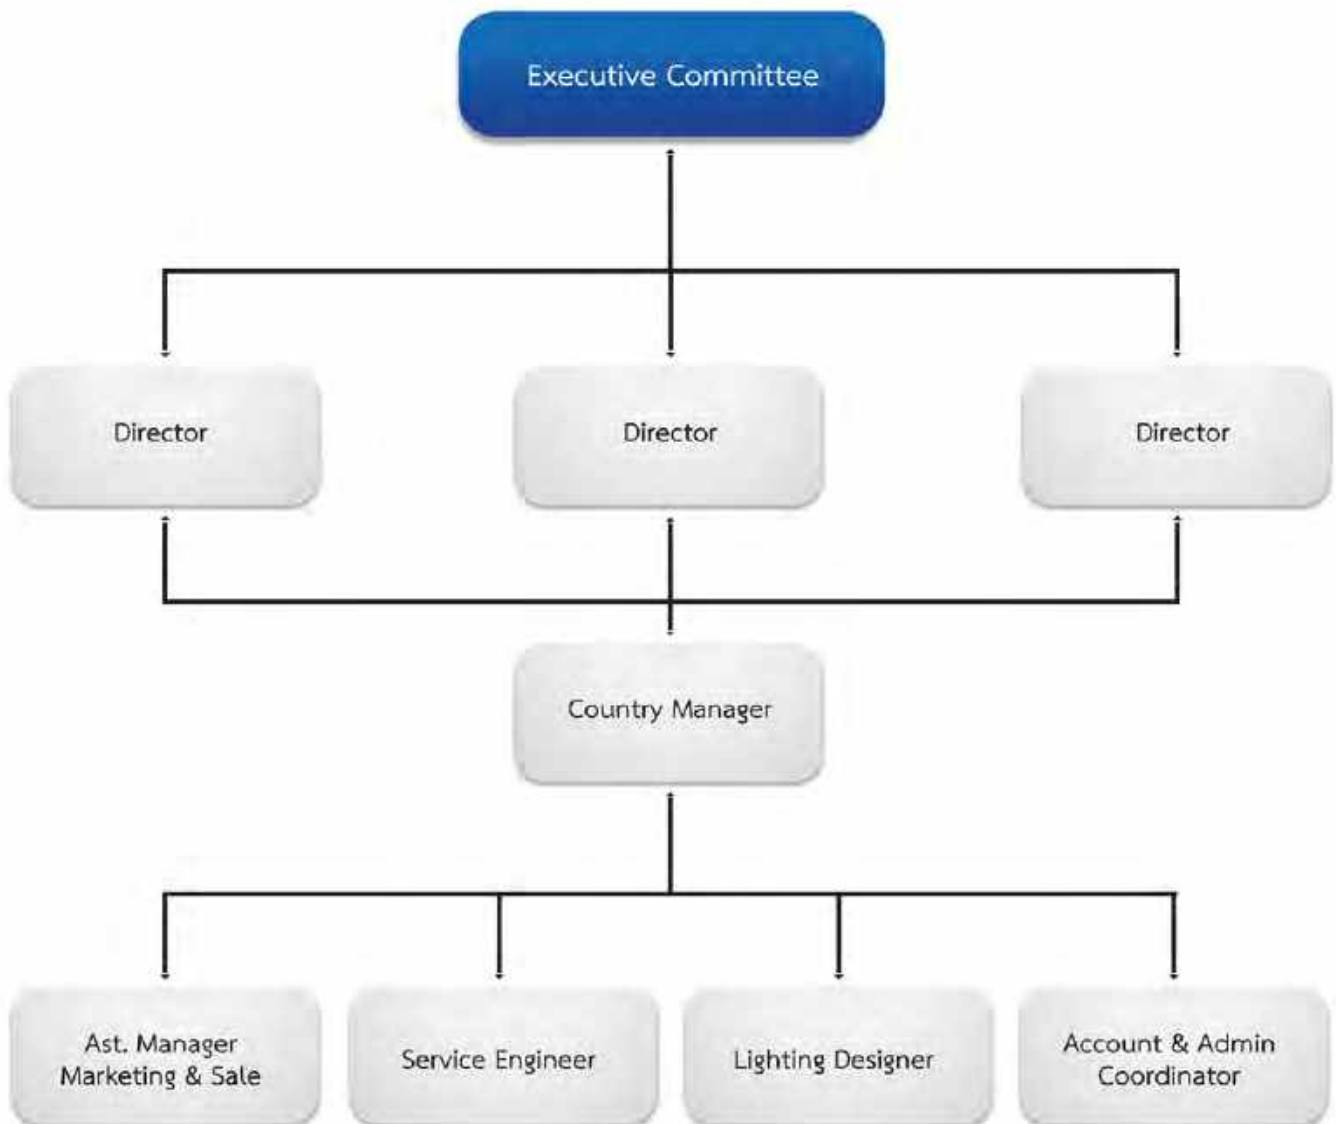 Executive Committee
Director
Director
Director
Country Manager
Ast. Manager
Marketing & Sale
Service Engineer
Lighting Designer
Account & Admin
Coordinator